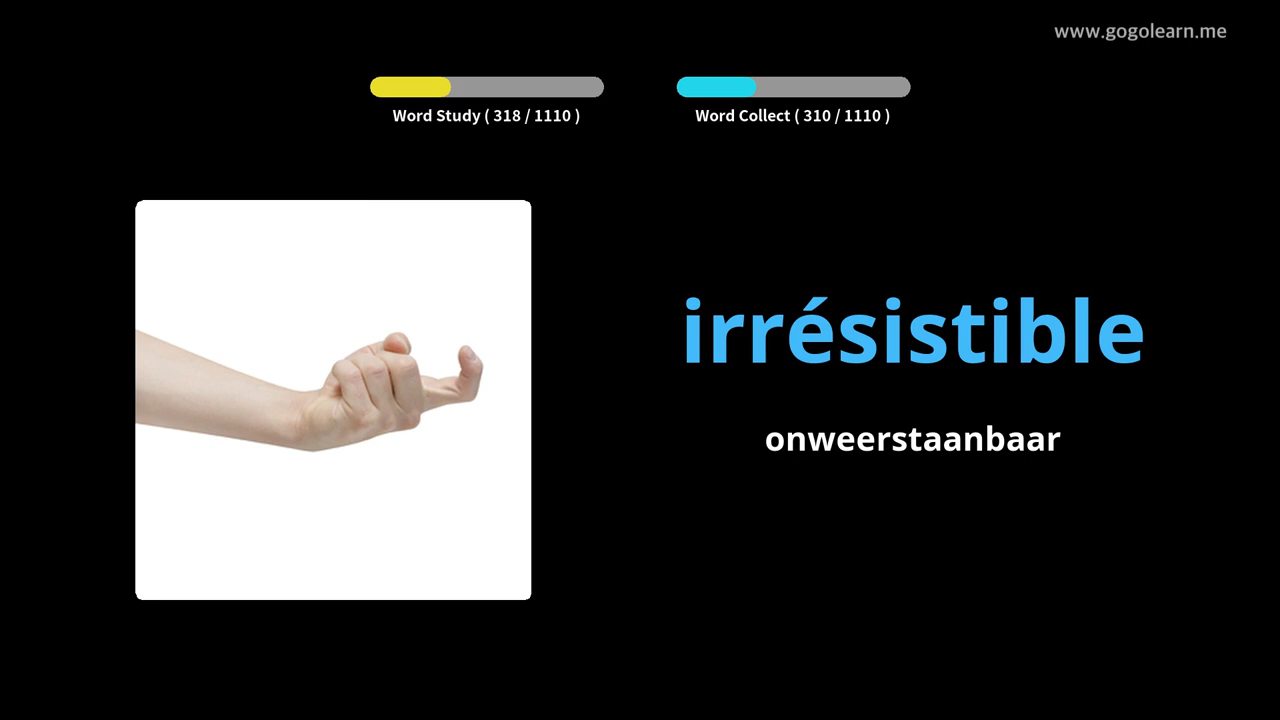 www.gogolearn.me
Word Study ( 318 / 1110 )
Word Collect ( 310 / 1110 )
irrésistible
onweerstaanbaar